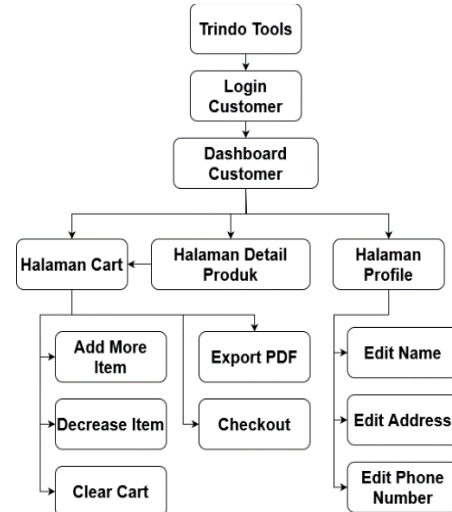 Trindo Tools
Login
Customer
Dashboard
Customer
Halaman Cart
Halaman Detail
Produk
Halaman
Profile
Add More
Item
Export PDF
Edit Name
Decrease Item
Checkout
Edit Address
Clear Cart
Edit Phone
Number